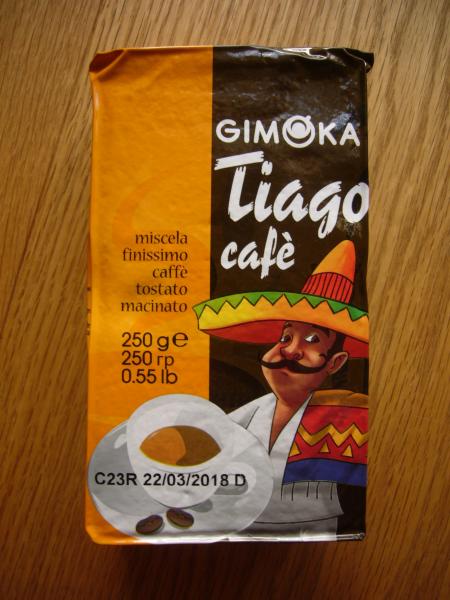 GIMOKA
Tiago
cafè
miscela
finissimo
caffè
tostato
macinato
250 g e
250 гр
0.55 lb
C23R 22/03/2018 D